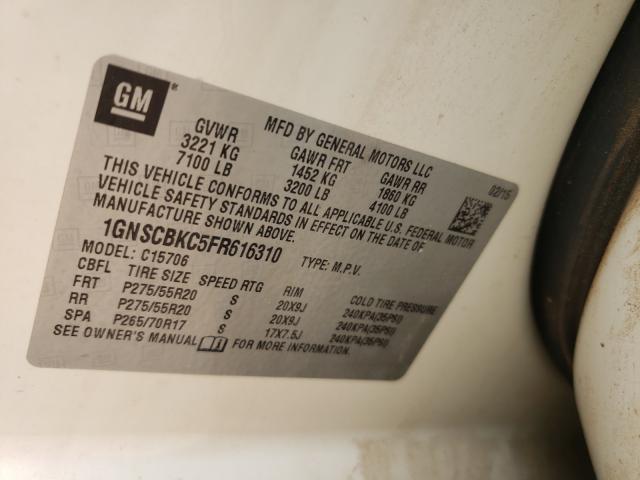 GM
MFD BY GENERAL MOTORS LLC 02/15
GVWR GAWR FRT GAWR RR
3221 KG 1452 KG 1860 KG
7100 LB 3200 LB 4100 LB
THIS VEHICLE CONFORMS TO ALL APPLICABLE U.S. FEDERAL MOTOR
VEHICLE SAFETY STANDARDS IN EFFECT ON THE DATE OF
MANUFACTURE SHOWN ABOVE.
1GNSCBKC5FR616310 TYPE: M.P.V.
MODEL: C15706
CBFL TIRE SIZE SPEED RTG RIM COLD TIRE PRESSURE
FRT P275/55R20 S 20X9J 240KPA(35PSI)
RR P275/55R20 S 20X9J 240KPA(35PSI)
SPA P265/70R17 S 17X7.5J 240KPA(35PSI)
SEE OWNER'S MANUAL FOR MORE INFORMATION.